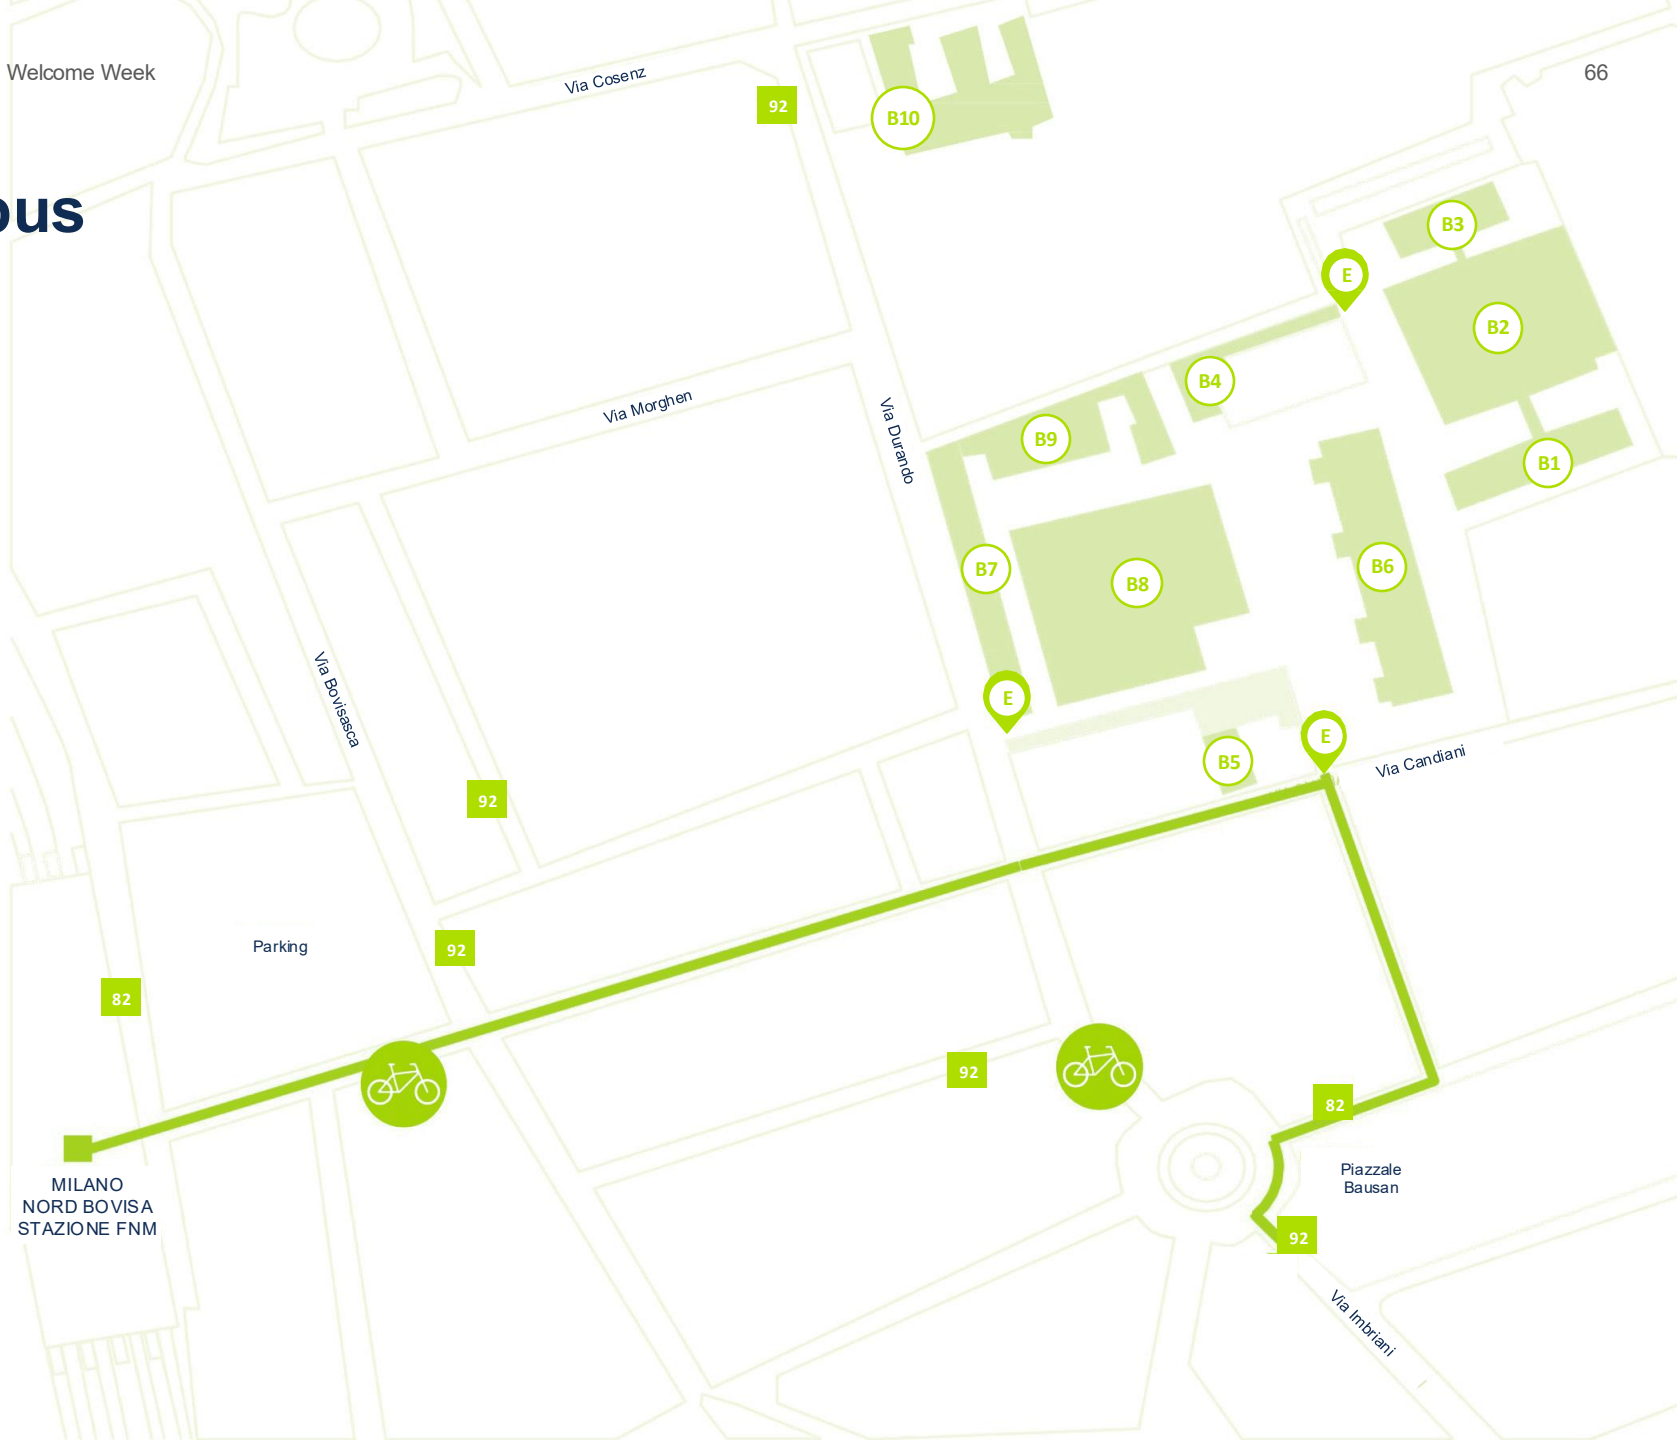 Welcome Week
66
Via Cosenz
92
B10
B3
E
B2
B4
Via Morghen
Via Durando
B9
B1
B7
B8
B6
Via Bovisasca
E
E
B5
Via Candiani
92
Parking
92
82
92
82
MILANO
NORD BOVISA
STAZIONE FNM
Piazzale
Bausan
92
Via Imbriani